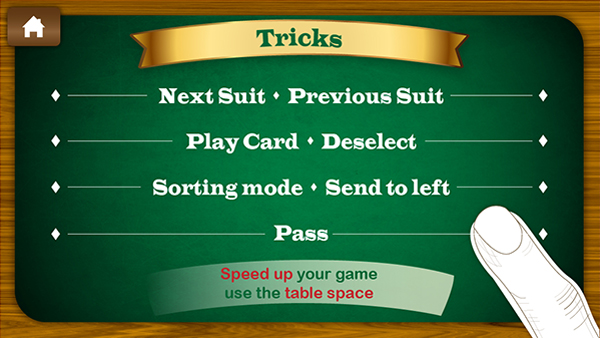 Tricks
Next Suit ⬧ Previous Suit
Play Card ⬧ Deselect
Sorting mode ⬧ Send to left
Pass
Speed up your game
use the table space